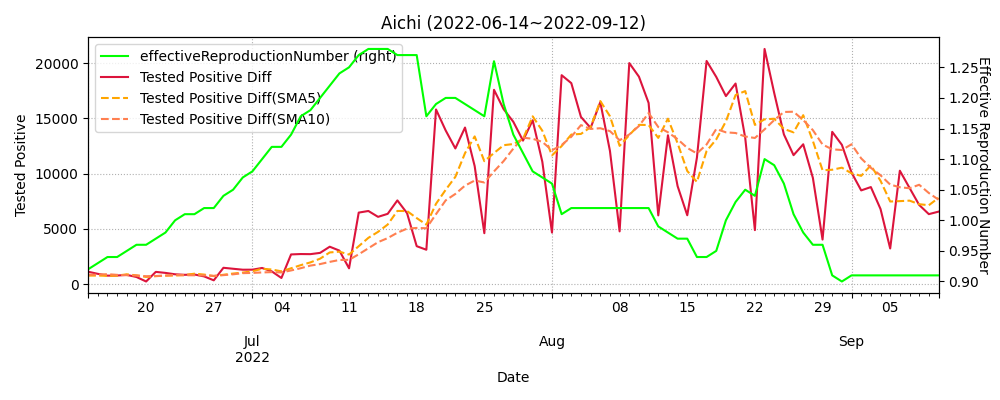 Aichi (2022-06-14~2022-09-12)
effectiveReproductionNumber (right)
Tested Positive Diff
Tested Positive Diff(SMA5)
Tested Positive Diff(SMA10)
Tested Positive
20000
15000
10000
5000
0
1.25
1.20
1.15
1.10
1.05
1.00
0.95
0.90
Effective Reproduction Number
20 27 04 11 18 25 08 15 22 29 05
Jul Aug Sep
2022
Date